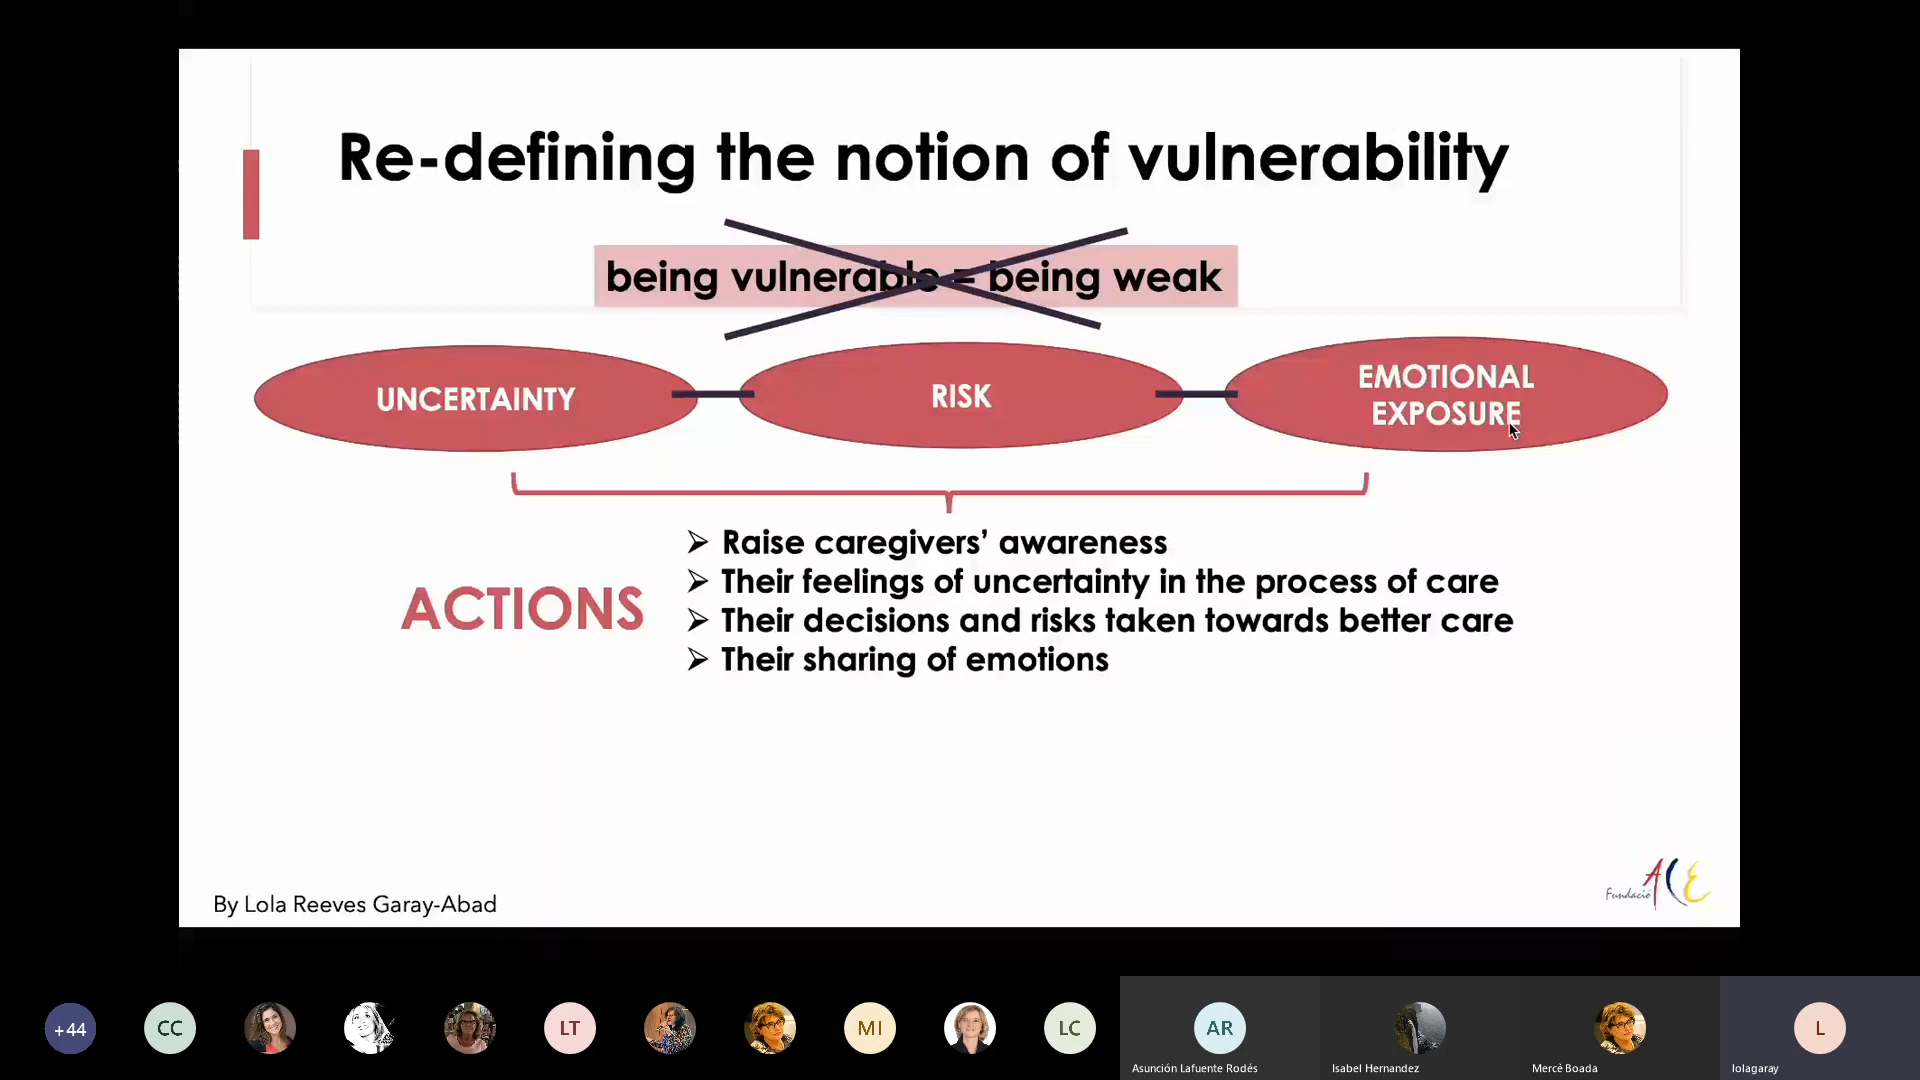 Re-defining the notion of vulnerability
being vulnerable = being weak
UNCERTAINTY
RISK
EMOTIONAL
EXPOSURE
ACTIONS
➢ Raise caregivers’ awareness
➢ Their feelings of uncertainty in the process of care
➢ Their decisions and risks taken towards better care
➢ Their sharing of emotions
By Lola Reeves Garay-Abad
Fundació ACE
+44
CC
LT
MI
LC
AR
L
Asunción Lafuente Rodés
Isabel Hernandez
Mercè Boada
lolagaray